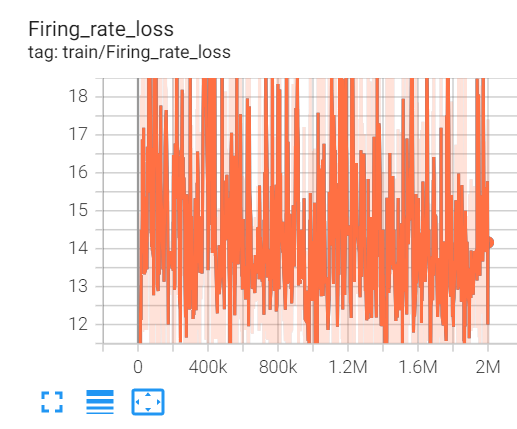 Firing_rate_loss
tag: train/Firing_rate_loss
18
17
16
15
14
13
12
0 400k 800k 1.2M 1.6M 2M